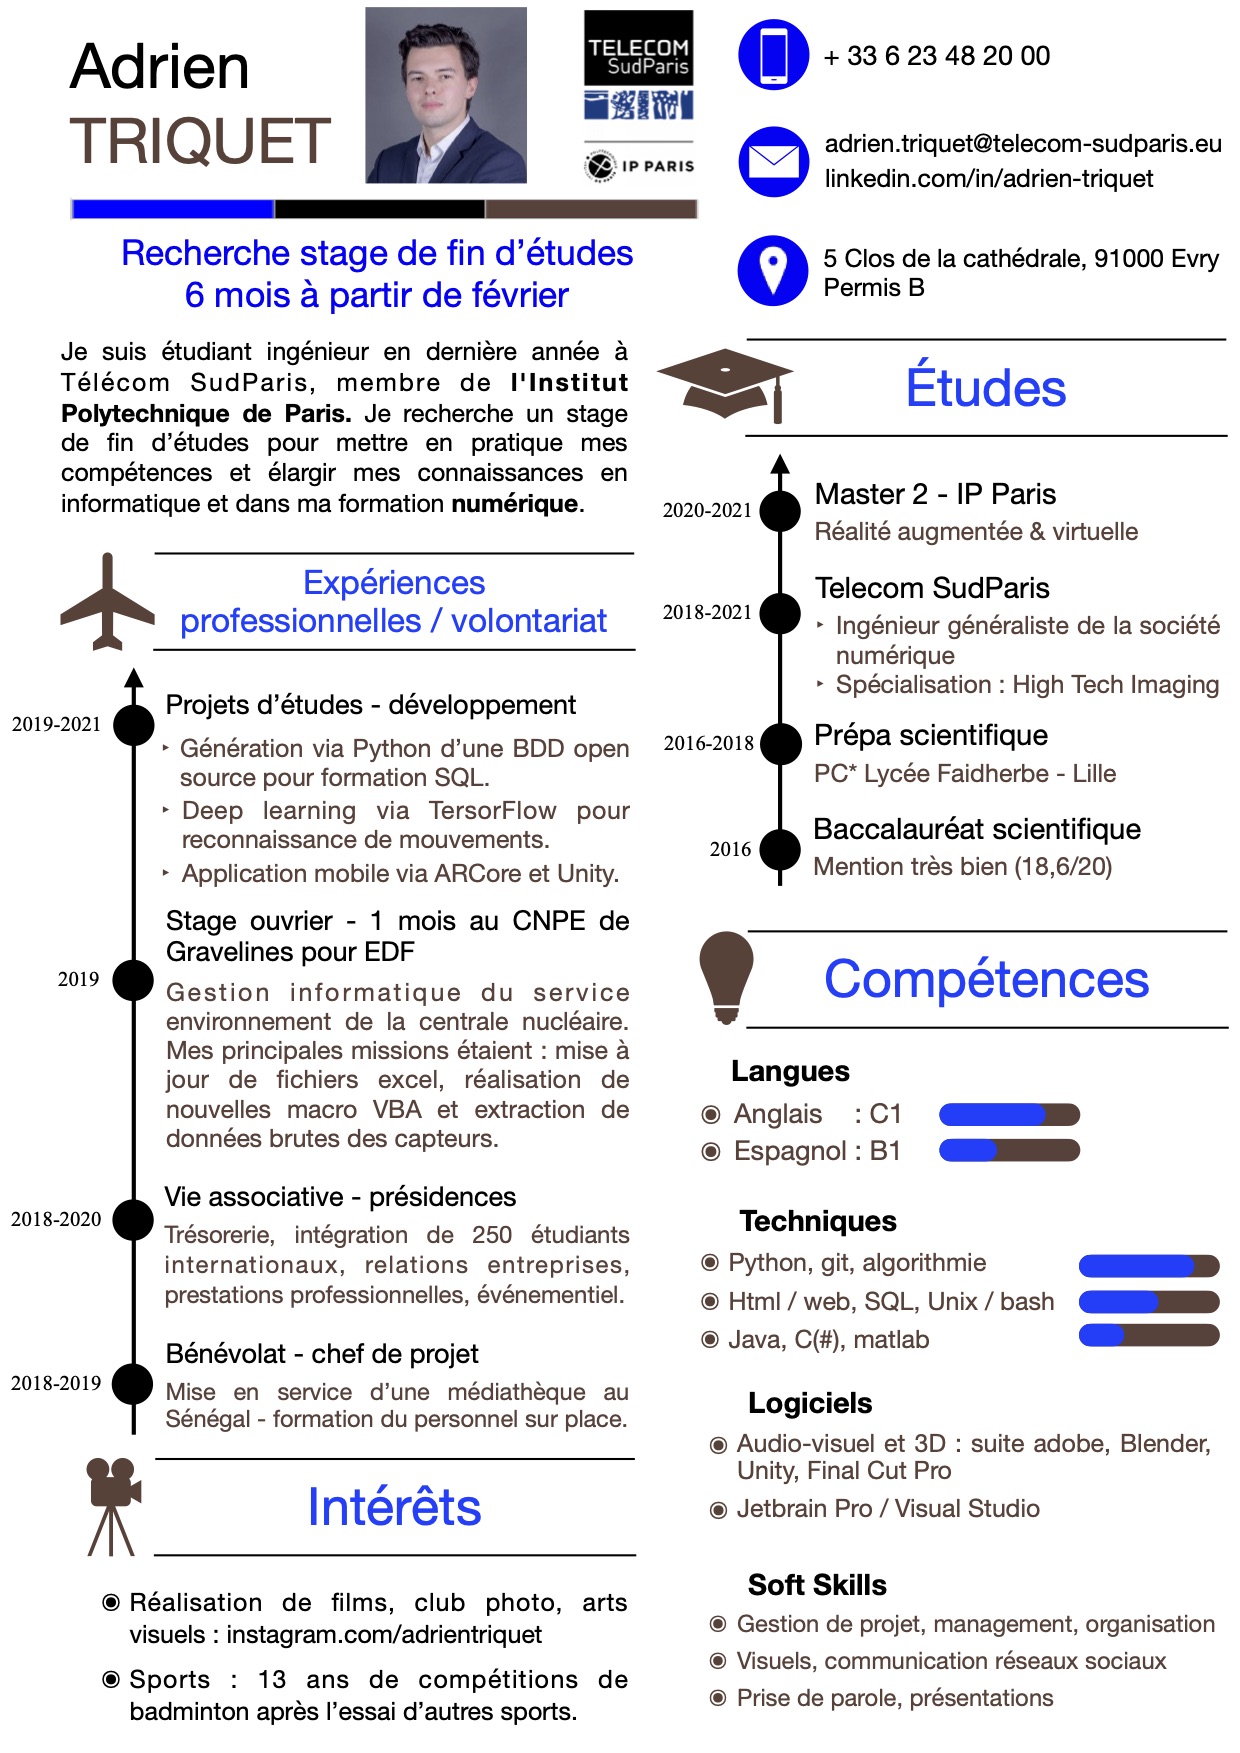 Adrien
TRIQUET
TELECOM
SudParis
IP PARIS
+ 33 6 23 48 20 00
adrien.triquet@telecom-sudparis.eu
linkedin.com/in/adrien-triquet
5 Clos de la cathédrale, 91000 Evry
Permis B
Recherche stage de fin d’études
6 mois à partir de février
Je suis étudiant ingénieur en dernière année à
Télécom SudParis, membre de l'Institut
Polytechnique de Paris. Je recherche un stage
de fin d’études pour mettre en pratique mes
compétences et élargir mes connaissances en
informatique et dans ma formation numérique.
Expériences
professionnelles / volontariat
2019-2021
Projets d’études - développement
‣ Génération via Python d’une BDD open
source pour formation SQL.
‣ Deep learning via TersorFlow pour
reconnaissance de mouvements.
‣ Application mobile via ARCore et Unity.
2019
Stage ouvrier - 1 mois au CNPE de
Gravelines pour EDF
Gestion informatique du service
environnement de la centrale nucléaire.
Mes principales missions étaient : mise à
jour de fichiers excel, réalisation de
nouvelles macro VBA et extraction de
données brutes des capteurs.
2018-2020
Vie associative - présidences
Trésorerie, intégration de 250 étudiants
internationaux, relations entreprises,
prestations professionnelles, événementiel.
2018-2019
Bénévolat - chef de projet
Mise en service d’une médiathèque au
Sénégal - formation du personnel sur place.
Intérêts
◉ Réalisation de films, club photo, arts
visuels : instagram.com/adrientriquet
◉ Sports : 13 ans de compétitions de
badminton après l’essai d’autres sports.
Études
2020-2021
Master 2 - IP Paris
Réalité augmentée & virtuelle
2018-2021
Telecom SudParis
‣ Ingénieur généraliste de la société
numérique
‣ Spécialisation : High Tech Imaging
2016-2018
Prépa scientifique
PC* Lycée Faidherbe - Lille
2016
Baccalauréat scientifique
Mention très bien (18,6/20)
Compétences
Langues
◉ Anglais : C1
◉ Espagnol : B1
Techniques
◉ Python, git, algorithmie
◉ Html / web, SQL, Unix / bash
◉ Java, C(#), matlab
Logiciels
◉ Audio-visuel et 3D : suite adobe, Blender,
Unity, Final Cut Pro
◉ Jetbrain Pro / Visual Studio
Soft Skills
◉ Gestion de projet, management, organisation
◉ Visuels, communication réseaux sociaux
◉ Prise de parole, présentations